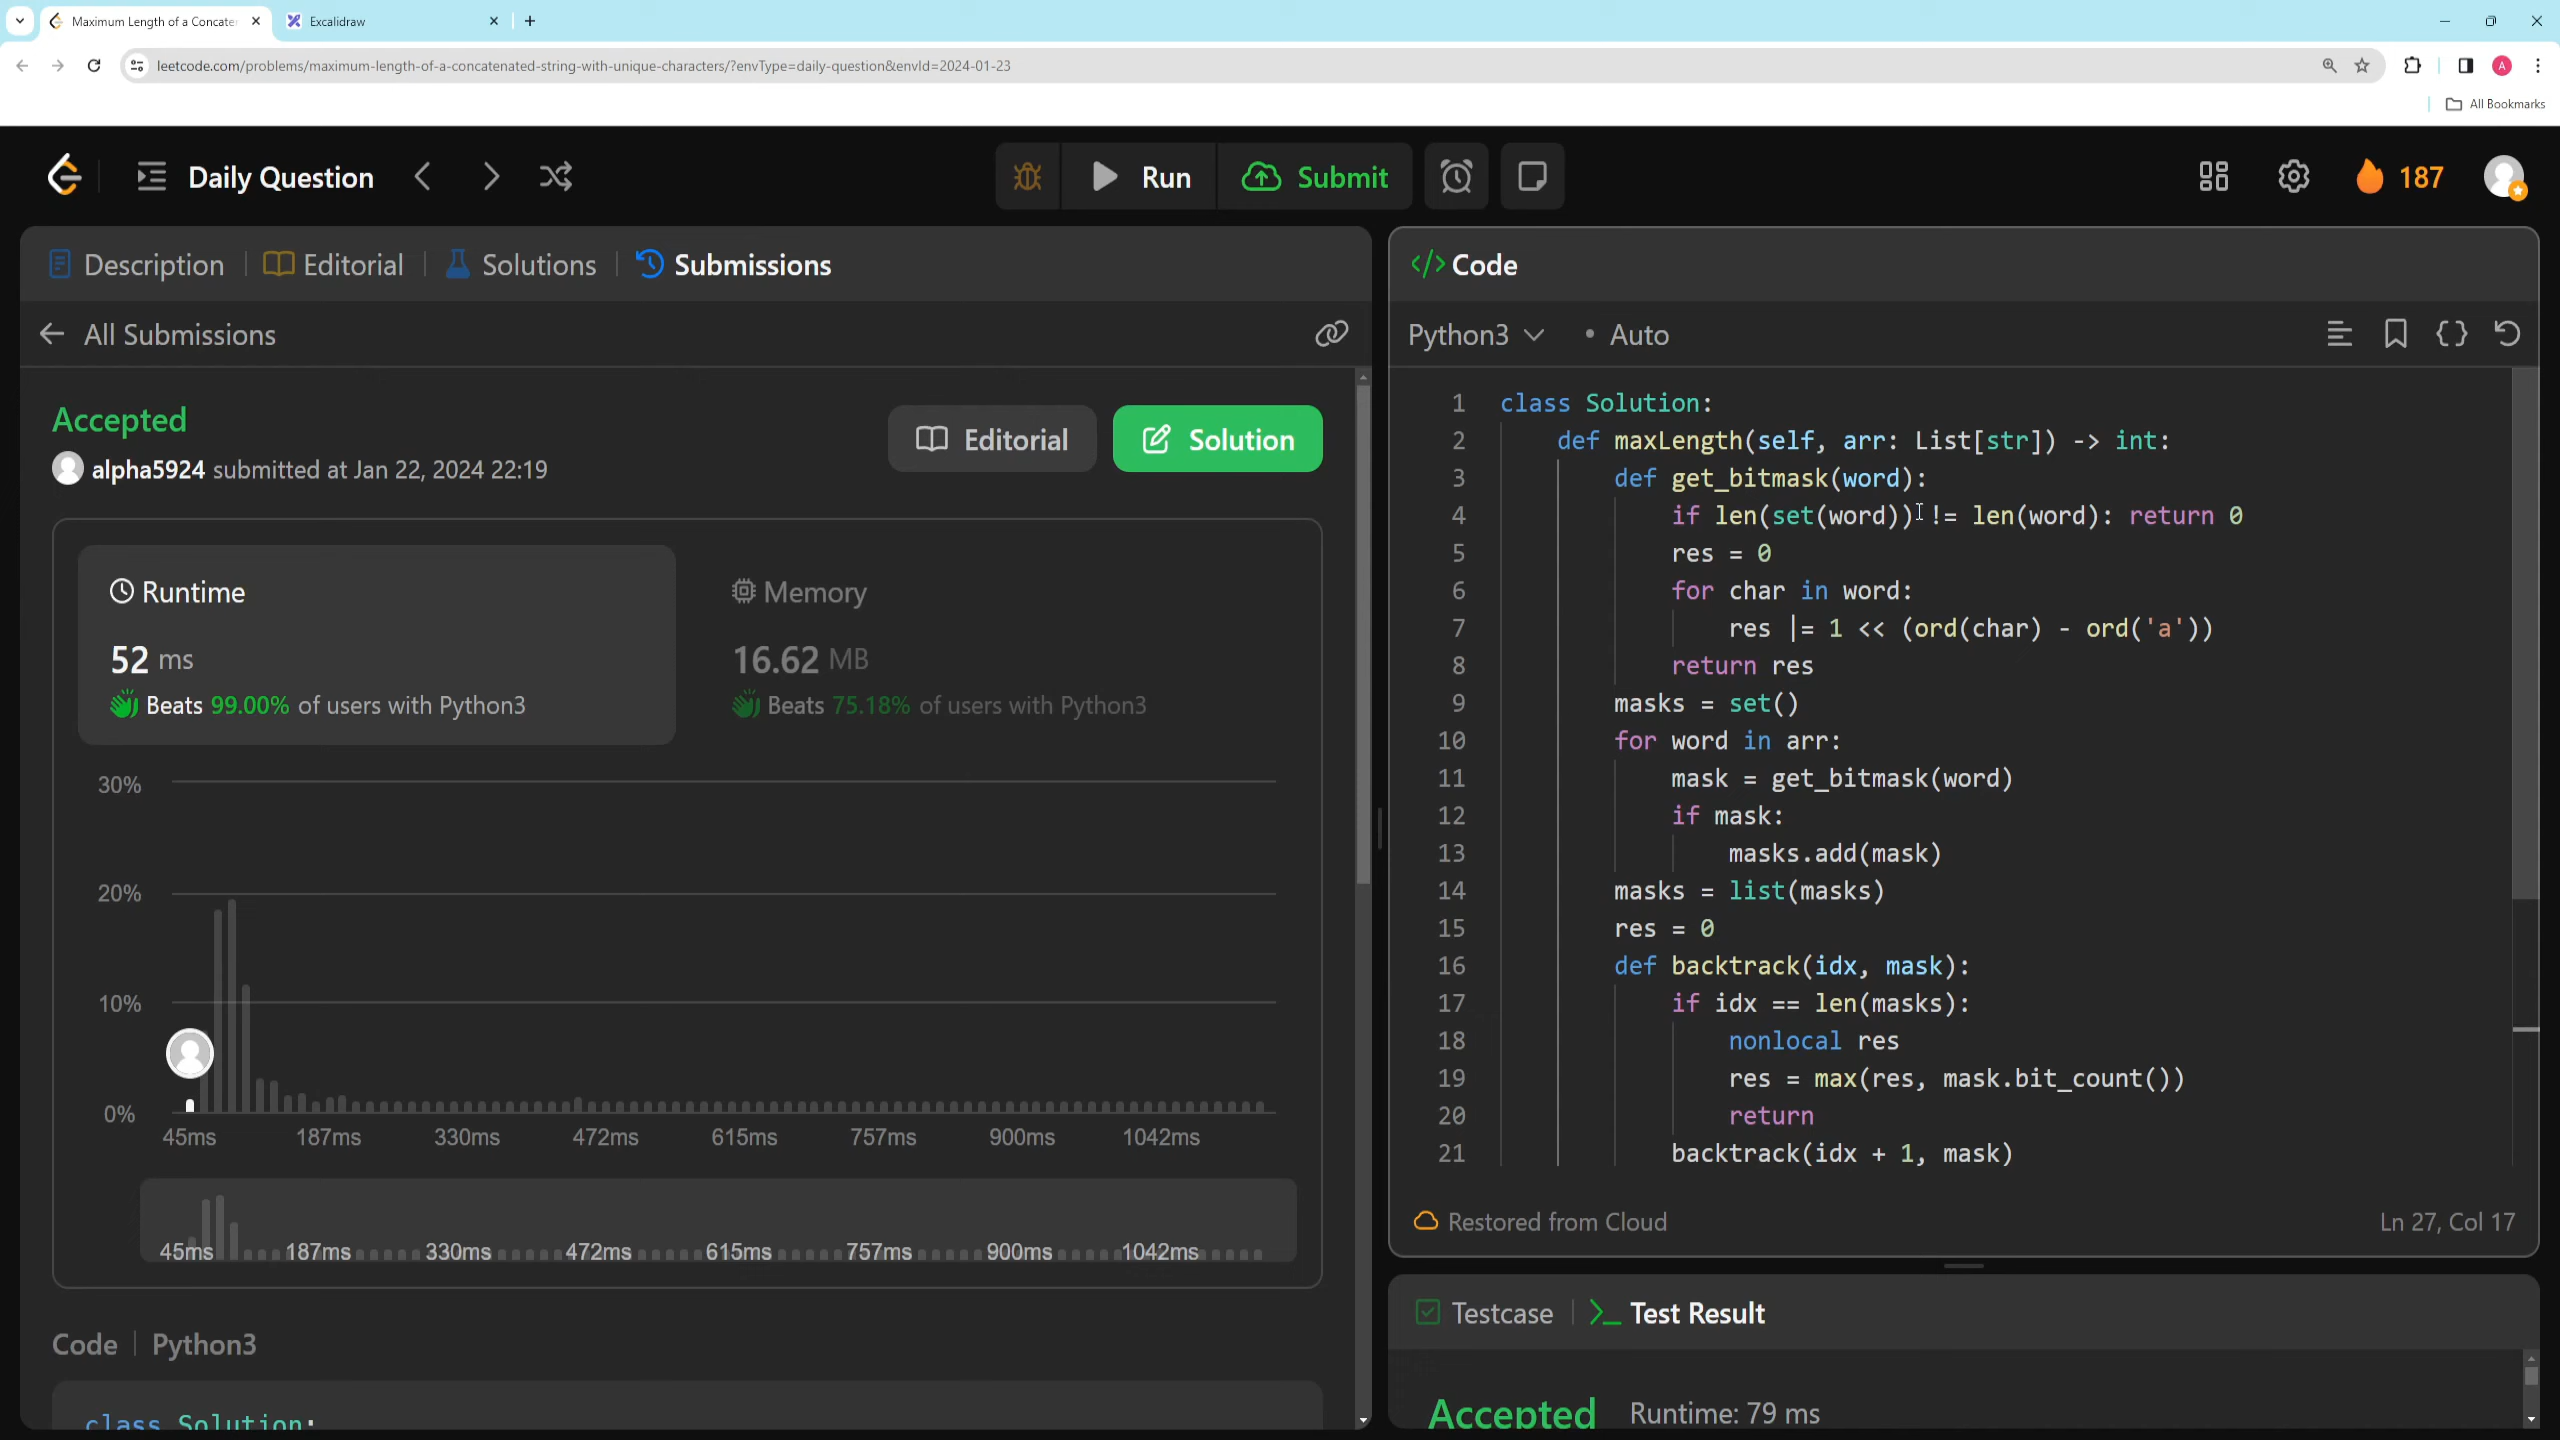 Maximum Length of a Concate
Excalidraw
leetcode.com/problems/maximum-length-of-a-concatenated-string-with-unique-characters/?envType=daily-question&envId=2024-01-23
A
All Bookmarks
Daily Question
Run
Submit
187
Description
Editorial
Solutions
Submissions
All Submissions
Accepted
alpha5924 submitted at Jan 22, 2024 22:19
Editorial
Solution
Runtime
52 ms
Beats 99.00% of users with Python3
Memory
16.62 MB
Beats 75.18% of users with Python3
30%
20%
10%
0%
45ms 187ms 330ms 472ms 615ms 757ms 900ms 1042ms
45ms 187ms 330ms 472ms 615ms 757ms 900ms 1042ms
Code | Python3
class Solution:
</> Code
Python3 • Auto
1 class Solution:
2 def maxLength(self, arr: List[str]) -> int:
3 def get_bitmask(word):
4 if len(set(word)) != len(word): return 0
5 res = 0
6 for char in word:
7 res |= 1 << (ord(char) - ord('a'))
8 return res
9 masks = set()
10 for word in arr:
11 mask = get_bitmask(word)
12 if mask:
13 masks.add(mask)
14 masks = list(masks)
15 res = 0
16 def backtrack(idx, mask):
17 if idx == len(masks):
18 nonlocal res
19 res = max(res, mask.bit_count())
20 return
21 backtrack(idx + 1, mask)
Restored from Cloud
Ln 27, Col 17
Testcase
Test Result
Accepted Runtime: 79 ms